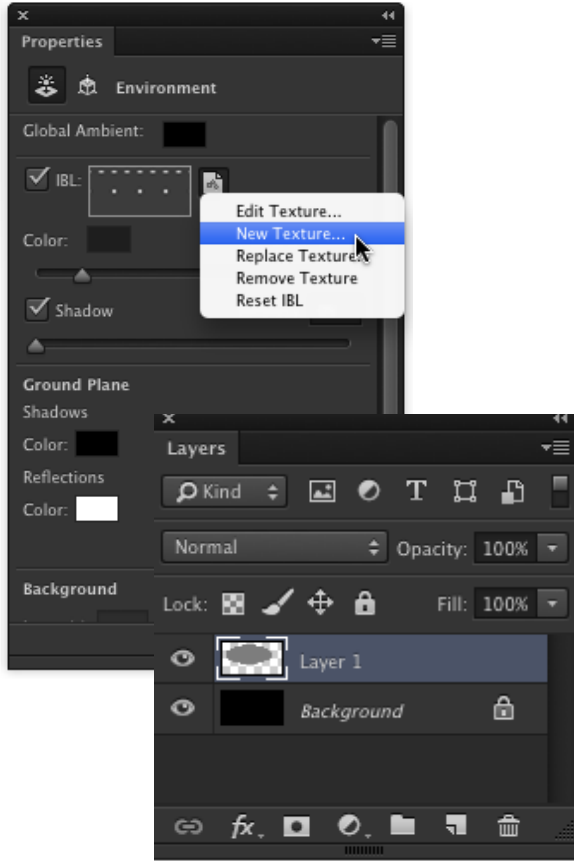 Properties
Environment
Global Ambient:
IBL:
Edit Texture...
New Texture...
Replace Texture
Remove Texture
Reset IBL
Color:
Shadow
Ground Plane
Shadows
Color:
Reflections
Color:
Background
Layers
Kind
Normal
Opacity: 100%
Lock:
Fill: 100%
Layer 1
Background
fx